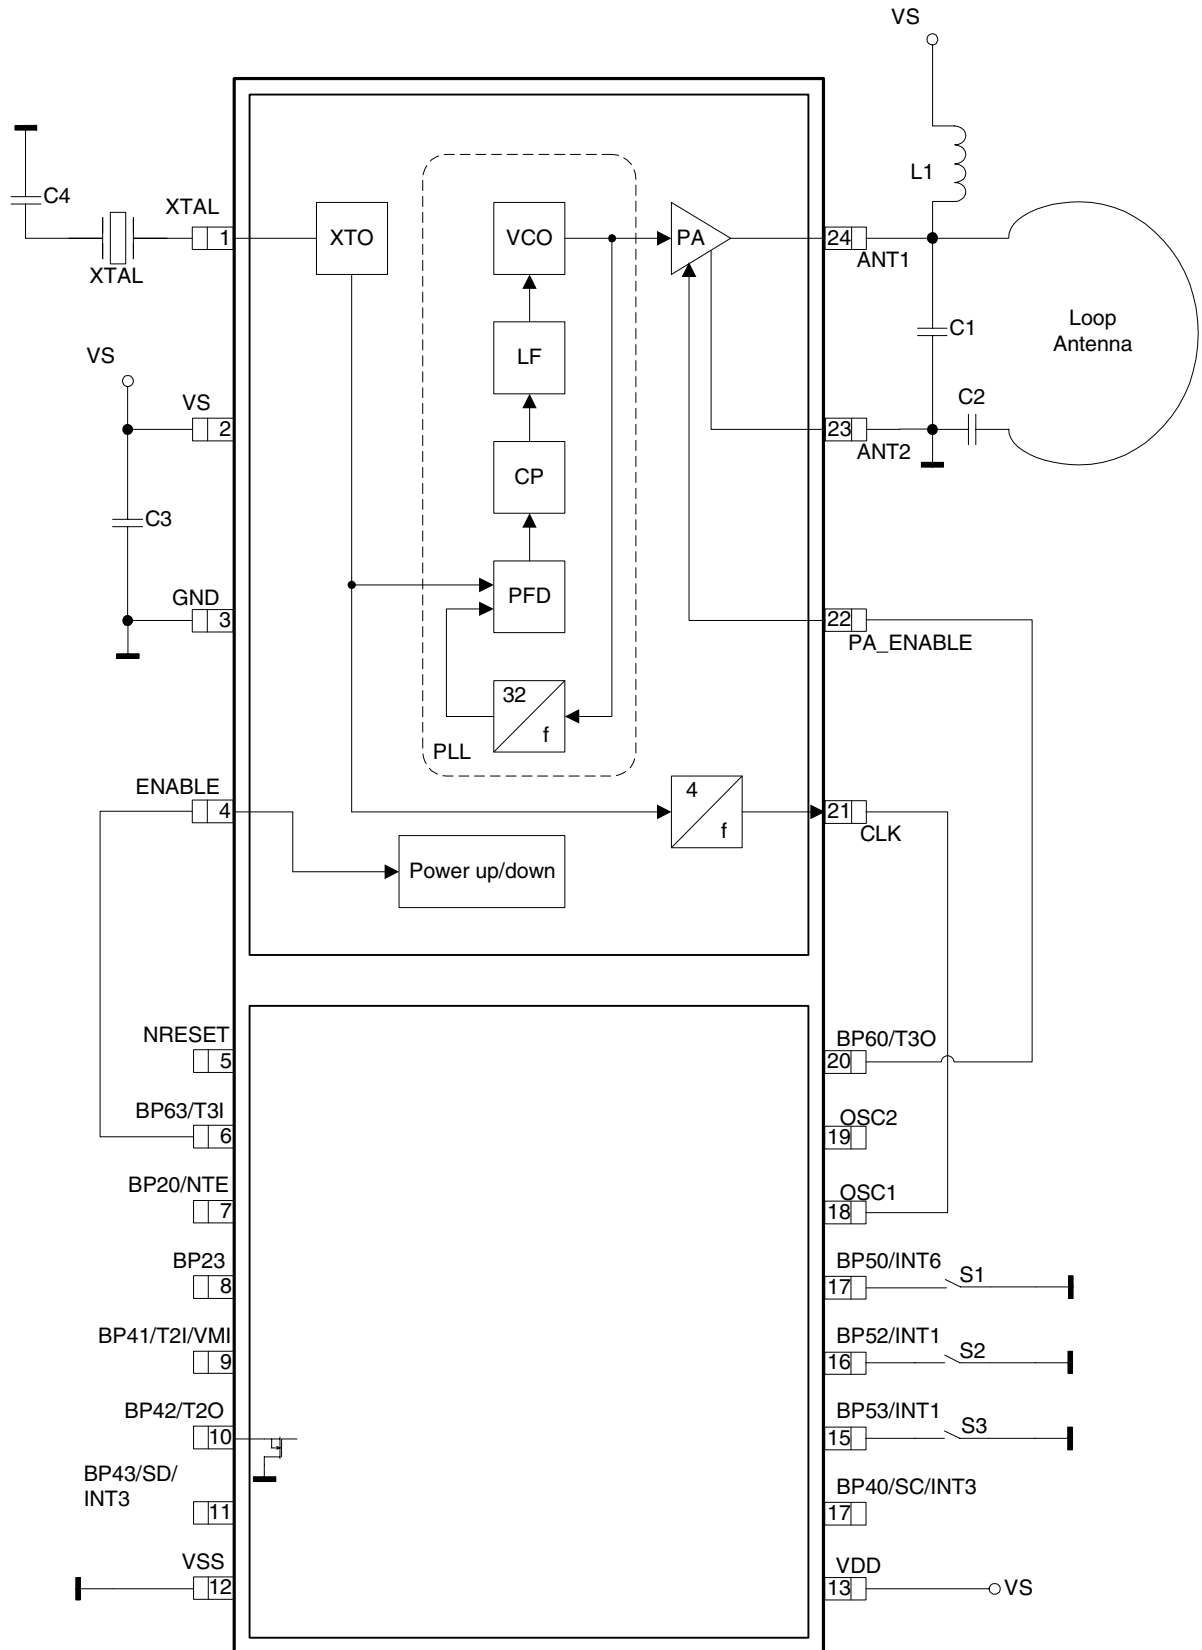 VS
L1
C4
XTAL
1
XTAL
XTO
VCO
PA
24
ANT1
Loop
Antenna
C1
LF
VS
VS
2
C2
23
ANT2
CP
C3
GND
3
PFD
22
PA_ENABLE
32
f
PLL
ENABLE
4
4
f
21
CLK
Power up/down
NRESET
5
BP60/T3O
20
BP63/T3I
6
OSC2
19
BP20/NTE
7
OSC1
18
BP23
8
BP50/INT6
17
S1
BP41/T2I/VMI
9
BP52/INT1
16
S2
BP42/T2O
10
BP53/INT1
15
S3
BP43/SD/
INT3
11
BP40/SC/INT3
17
VSS
12
VDD
13
VS